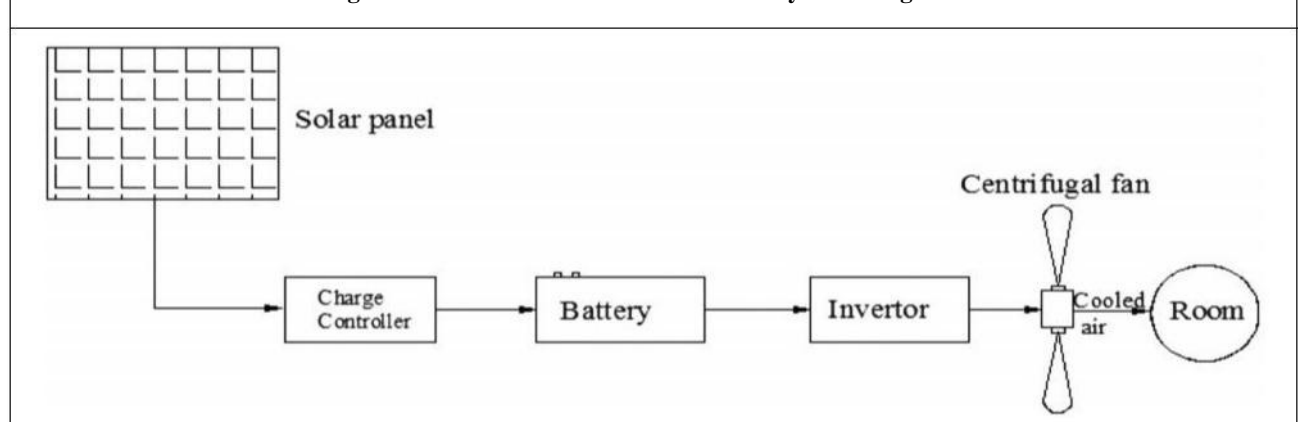 Solar panel
Centrifugal fan
Charge
Controller
Battery
Invertor
Cooled
air
Room